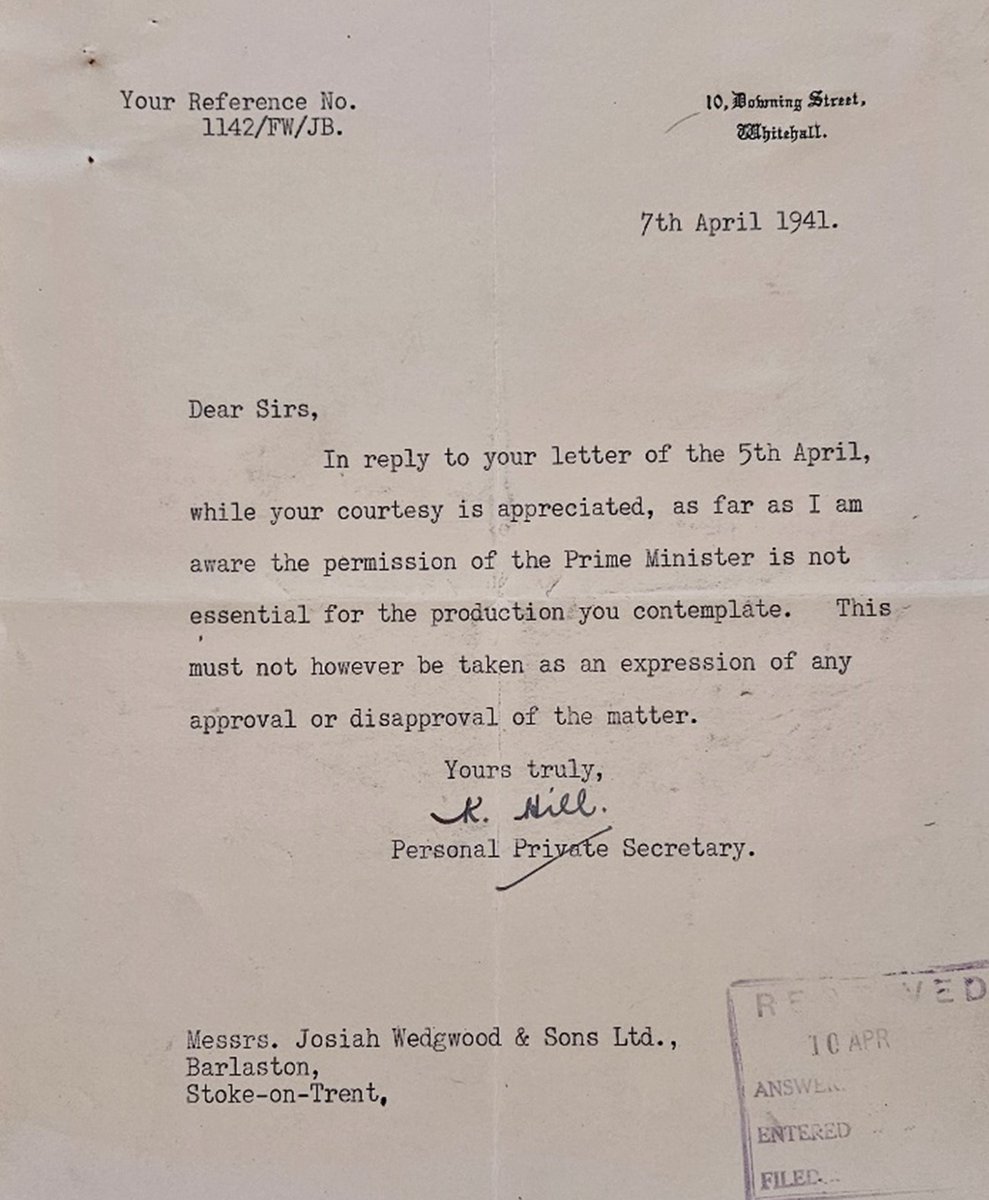 Your Reference No.
1142/FW/JB.
10, Downing Street,
Whitehall.
7th April 1941.
Dear Sirs,
In reply to your letter of the 5th April,
while your courtesy is appreciated, as far as I am
aware the permission of the Prime Minister is not
essential for the production you contemplate. This
must not however be taken as an expression of any
approval or disapproval of the matter.
Yours truly,
K. Hill.
Personal Private Secretary.
Messrs. Josiah Wedgwood & Sons Ltd.,
Barlaston,
Stoke-on-Trent,
10 APR
ENTERED
FILED